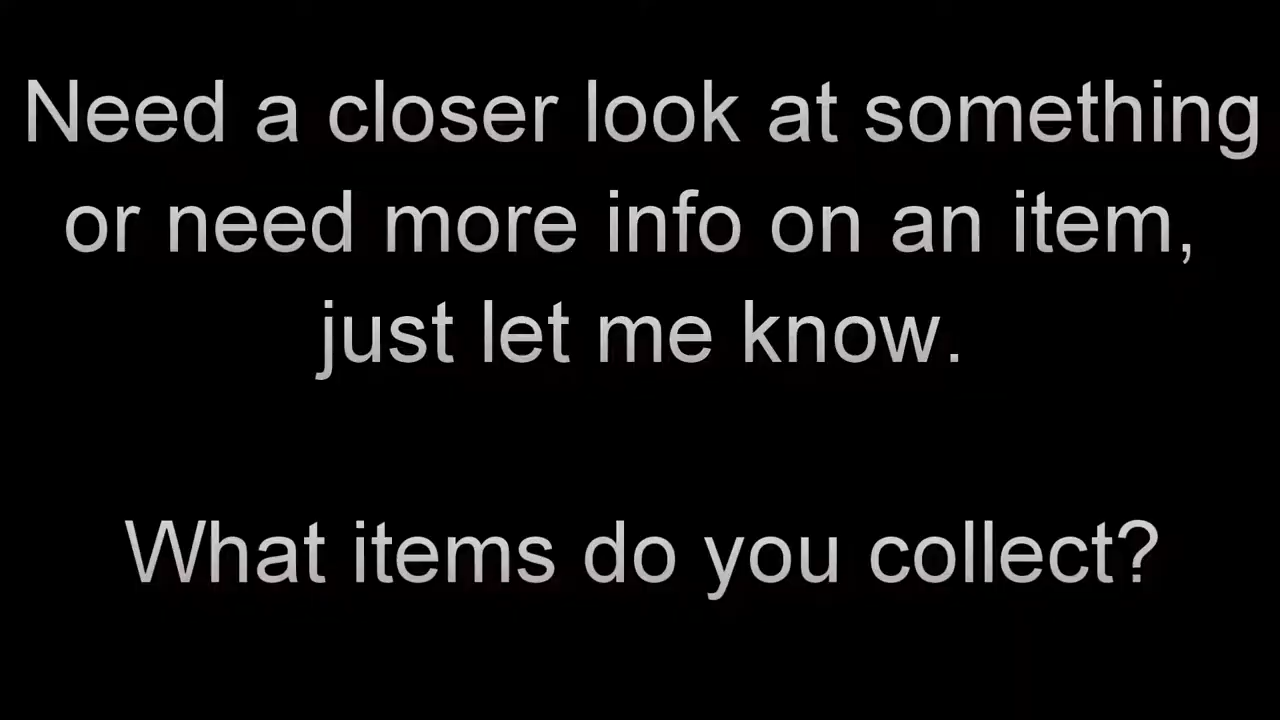 Need a closer look at something
or need more info on an item,
just let me know.
What items do you collect?